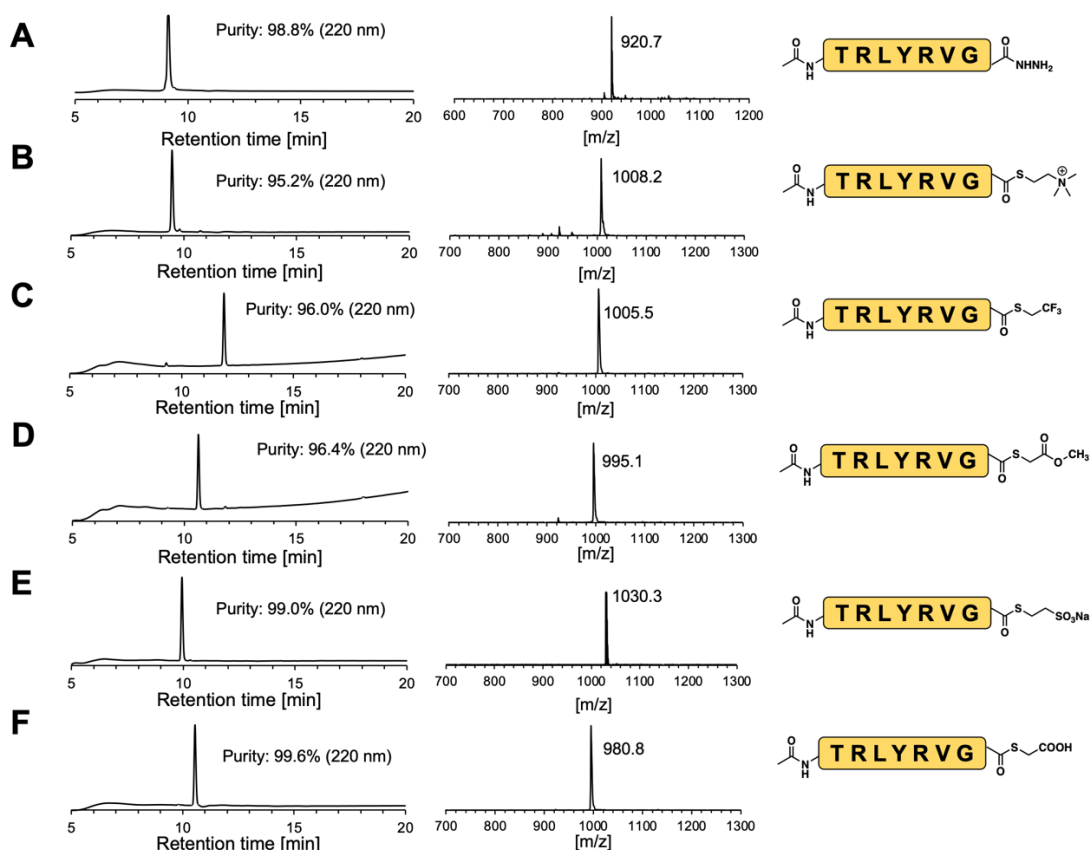 A
Purity: 98.8% (220 nm)
5 10 15 20
Retention time [min]
920.7
600 700 800 900 1000 1100 1200
[m/z]
O
N
H
TRLYRVG
O
NHNH₂
B
Purity: 95.2% (220 nm)
5 10 15 20
Retention time [min]
1008.2
700 800 900 1000 1100 1200 1300
[m/z]
O
N
H
TRLYRVG
S
O
N
⊕
C
Purity: 96.0% (220 nm)
5 10 15 20
Retention time [min]
1005.5
700 800 900 1000 1100 1200 1300
[m/z]
O
N
H
TRLYRVG
S CF₃
O
D
Purity: 96.4% (220 nm)
5 10 15 20
Retention time [min]
995.1
700 800 900 1000 1100 1200 1300
[m/z]
O
N
H
TRLYRVG
S O
O O CH₃
E
Purity: 99.0% (220 nm)
5 10 15 20
Retention time [min]
1030.3
700 800 900 1000 1100 1200 1300
[m/z]
O
N
H
TRLYRVG
S
O SO₃Na
F
Purity: 99.6% (220 nm)
5 10 15 20
Retention time [min]
980.8
700 800 900 1000 1100 1200 1300
[m/z]
O
N
H
TRLYRVG
S COOH
O